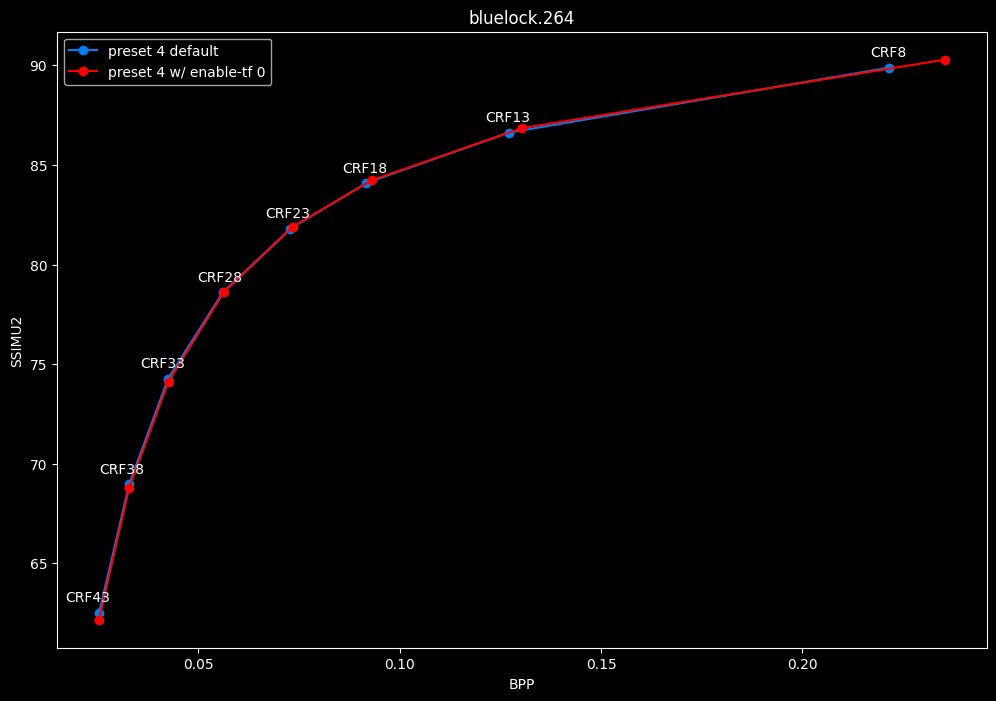 bluelock.264
preset 4 default
preset 4 w/ enable-tf 0
CRF8
CRF13
CRF18
CRF23
CRF28
CRF33
CRF38
CRF43
90
85
80
75
70
65
SSIMU2
0.05
0.10
0.15
0.20
BPP